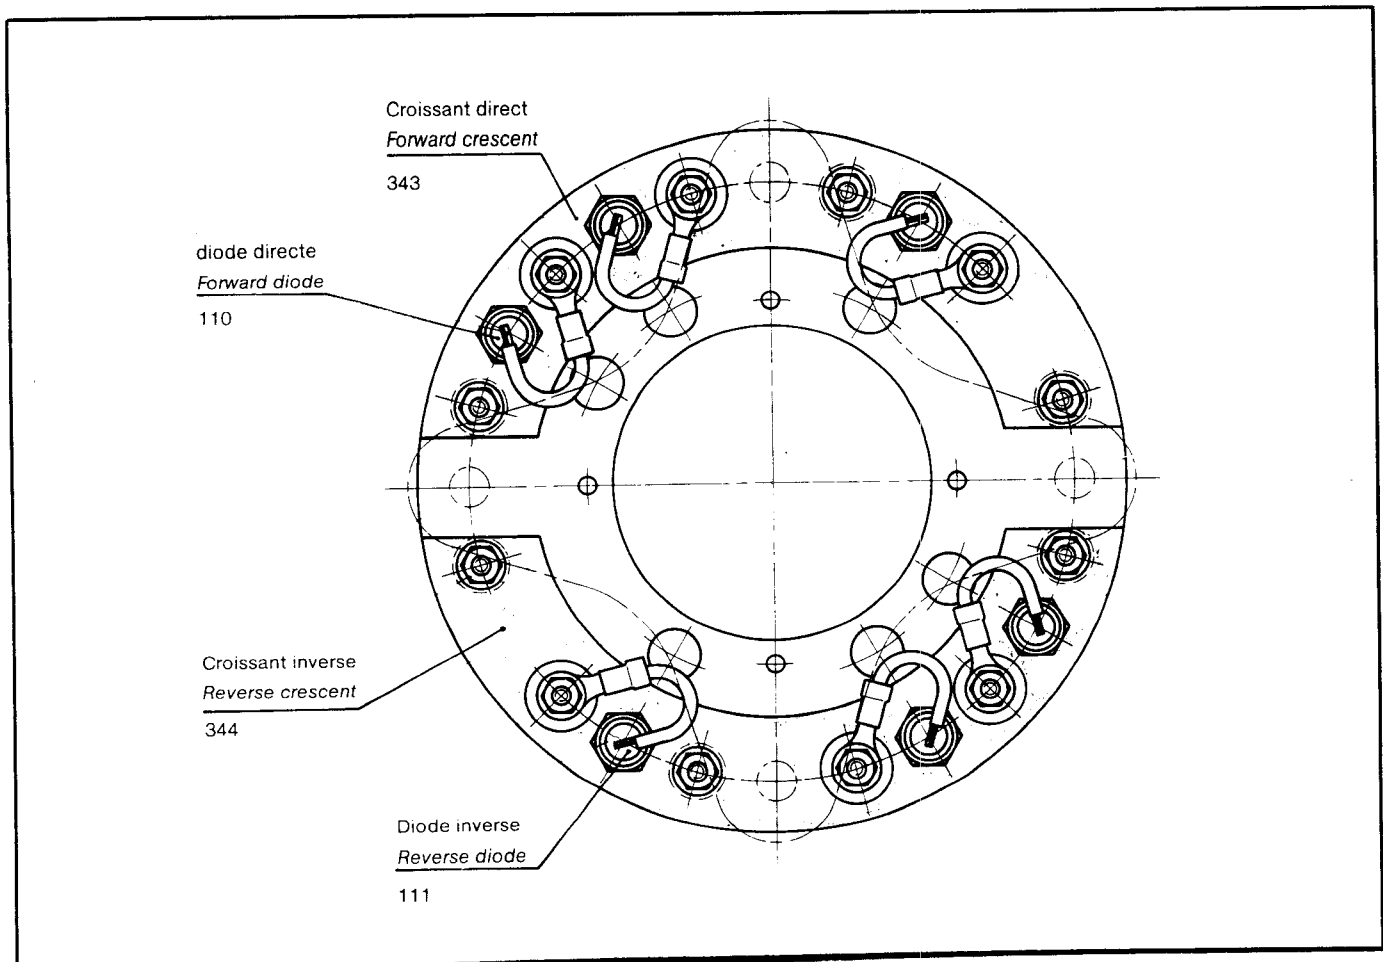 Croissant direct
Forward crescent
343
diode directe
Forward diode
110
Croissant inverse
Reverse crescent
344
Diode inverse
Reverse diode
111